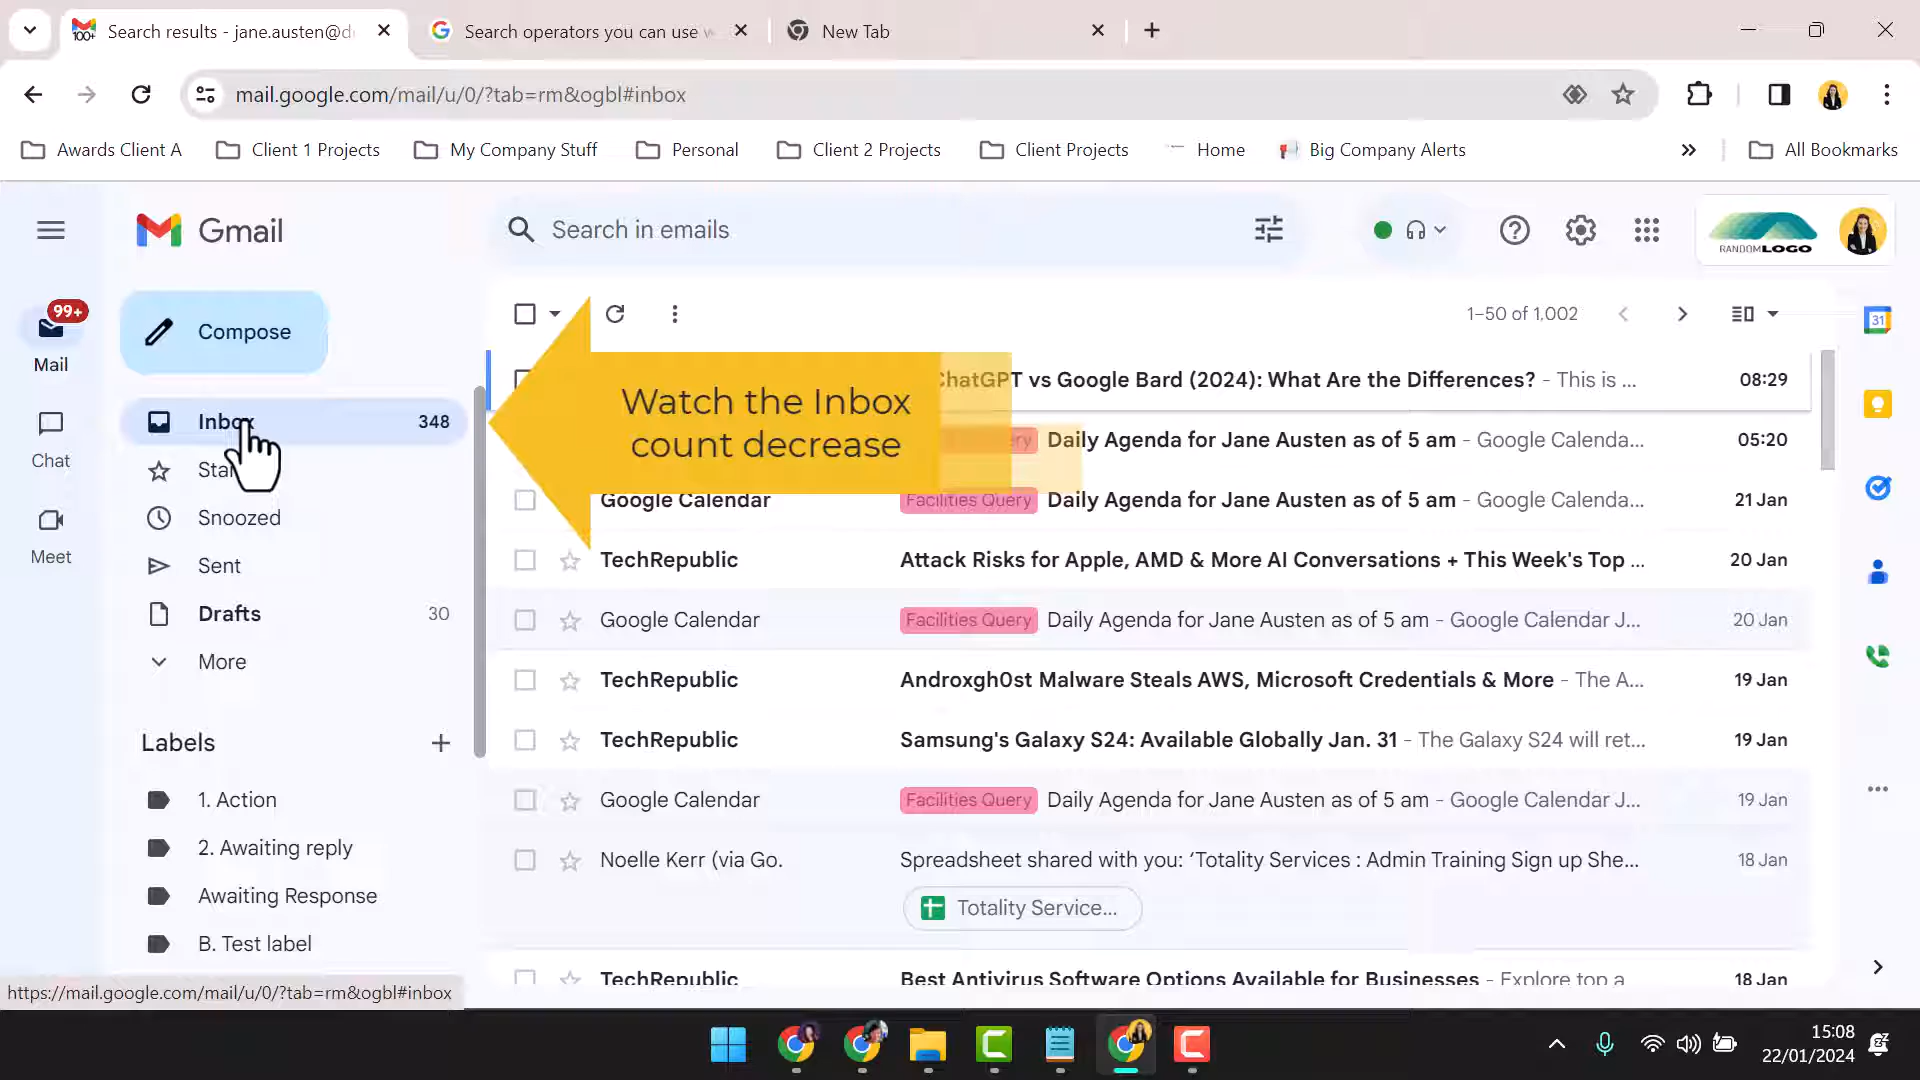 Search results - jane.austen@d
Search operators you can use w
New Tab
mail.google.com/mail/u/0/?tab=rm&ogbl#inbox
Awards Client A
Client 1 Projects
My Company Stuff
Personal
Client 2 Projects
Client Projects
Home
Big Company Alerts
All Bookmarks
Gmail
Search in emails
RANDOMLOGO
99+
Mail
Chat
Meet
Compose
Inbox 348
Snoozed
Sent
Drafts 30
More
Labels
1. Action
2. Awaiting reply
Awaiting Response
B. Test label
1–50 of 1,002
Watch the Inbox
count decrease
ChatGPT vs Google Bard (2024): What Are the Differences? - This is ... 08:29
Daily Agenda for Jane Austen as of 5 am - Google Calenda... 05:20
Google Calendar Facilities Query Daily Agenda for Jane Austen as of 5 am - Google Calenda... 21 Jan
TechRepublic Attack Risks for Apple, AMD & More AI Conversations + This Week's Top ... 20 Jan
Google Calendar Facilities Query Daily Agenda for Jane Austen as of 5 am - Google Calendar J... 20 Jan
TechRepublic Androxgh0st Malware Steals AWS, Microsoft Credentials & More - The A... 19 Jan
TechRepublic Samsung's Galaxy S24: Available Globally Jan. 31 - The Galaxy S24 will ret... 19 Jan
Google Calendar Facilities Query Daily Agenda for Jane Austen as of 5 am - Google Calendar J... 19 Jan
Noelle Kerr (via Go. Spreadsheet shared with you: ‘Totality Services : Admin Training Sign up She... 18 Jan
Totality Service...
TechRepublic Best Antivirus Software Options Available for Businesses - Explore top a 18 Jan
31
https://mail.google.com/mail/u/0/?tab=rm&ogbl#inbox
15:08
22/01/2024